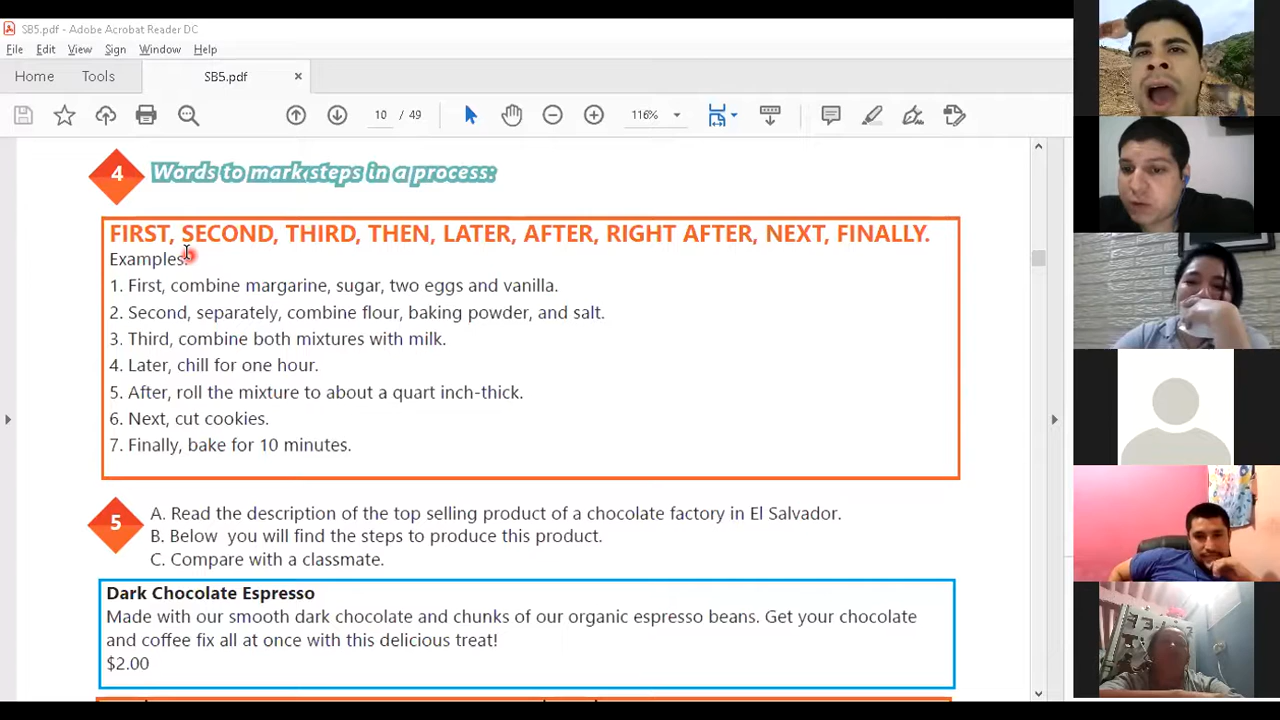 SB5.pdf - Adobe Acrobat Reader DC
File Edit View Sign Window Help
Home Tools SB5.pdf ×
10 / 49 116%
4 Words to mark steps in a process:
FIRST, SECOND, THIRD, THEN, LATER, AFTER, RIGHT AFTER, NEXT, FINALLY.
Examples:
1. First, combine margarine, sugar, two eggs and vanilla.
2. Second, separately, combine flour, baking powder, and salt.
3. Third, combine both mixtures with milk.
4. Later, chill for one hour.
5. After, roll the mixture to about a quart inch-thick.
6. Next, cut cookies.
7. Finally, bake for 10 minutes.
5 A. Read the description of the top selling product of a chocolate factory in El Salvador.
B. Below you will find the steps to produce this product.
C. Compare with a classmate.
Dark Chocolate Espresso
Made with our smooth dark chocolate and chunks of our organic espresso beans. Get your chocolate
and coffee fix all at once with this delicious treat!
$2.00